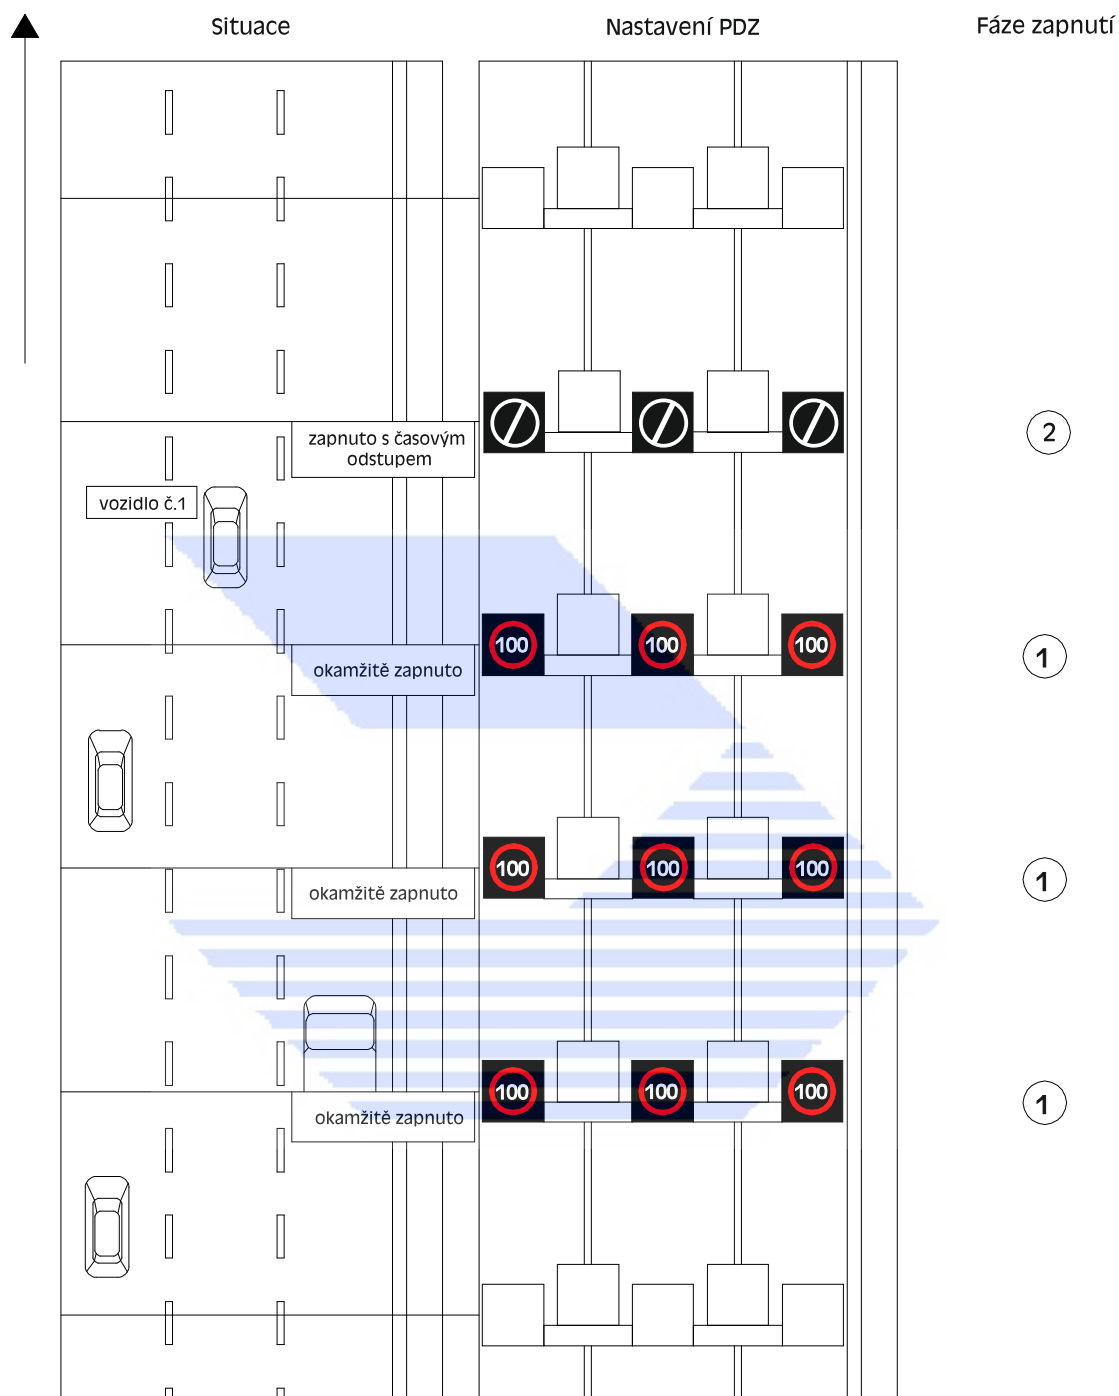 Situace
Nastavení PDZ
Fáze zapnutí
zapnuto s časovým
odstupem
2
vozidlo č.1
100
100
100
okamžitě zapnuto
1
100
100
100
okamžitě zapnuto
1
100
100
100
okamžitě zapnuto
1